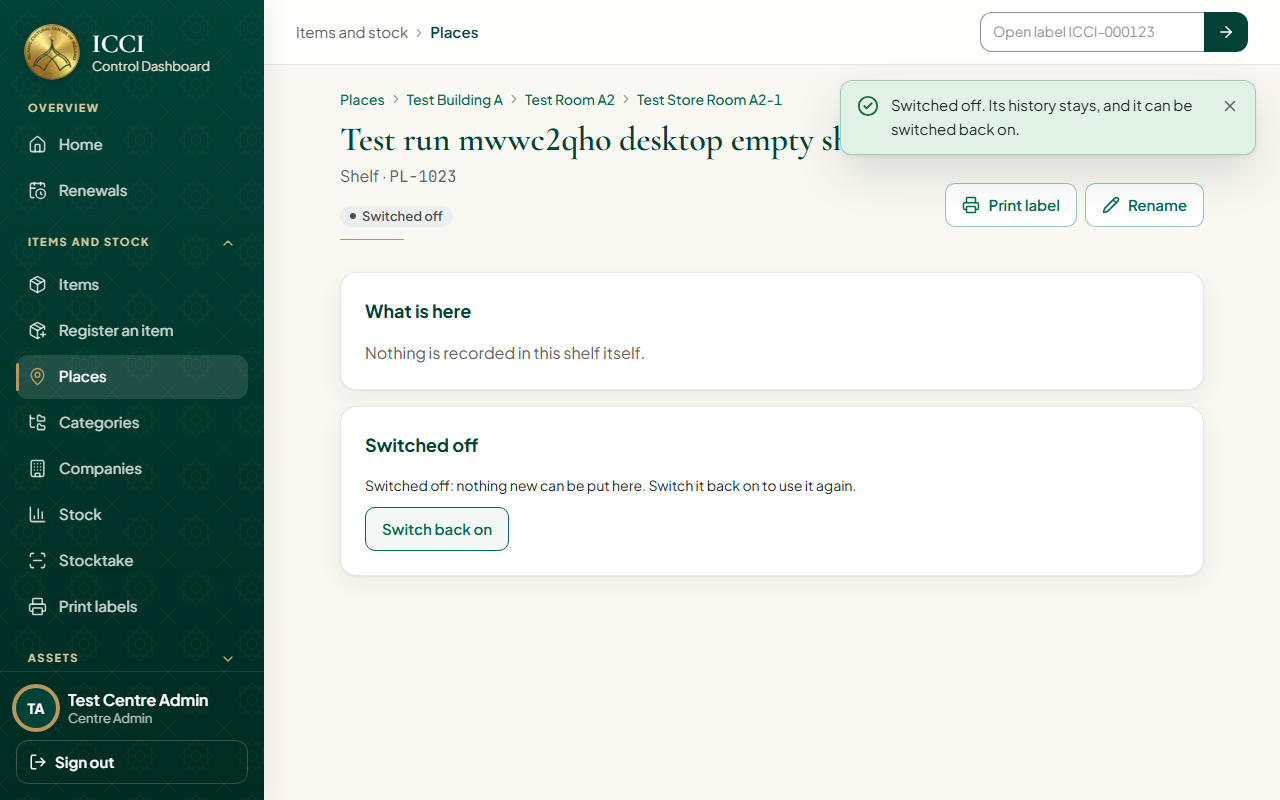 ICCI
Control Dashboard
OVERVIEW
Home
Renewals
ITEMS AND STOCK
Items
Register an item
Places
Categories
Companies
Stock
Stocktake
Print labels
ASSETS
TA
Test Centre Admin
Centre Admin
Sign out
Items and stock > Places
Open label ICCI-000123
Switched off. Its history stays, and it can be
switched back on.
Places > Test Building A > Test Room A2 > Test Store Room A2-1
Test run mwwc2qho desktop empty
Shelf · PL-1023
Switched off
Print label
Rename
What is here
Nothing is recorded in this shelf itself.
Switched off
Switched off: nothing new can be put here. Switch it back on to use it again.
Switch back on